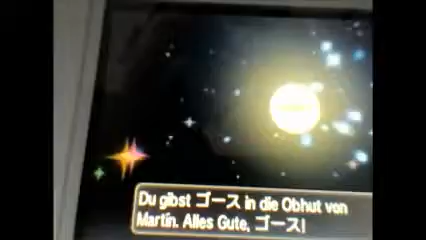 Du gibst ゴース in die Obhut von
Martin. Alles Gute, ゴース!